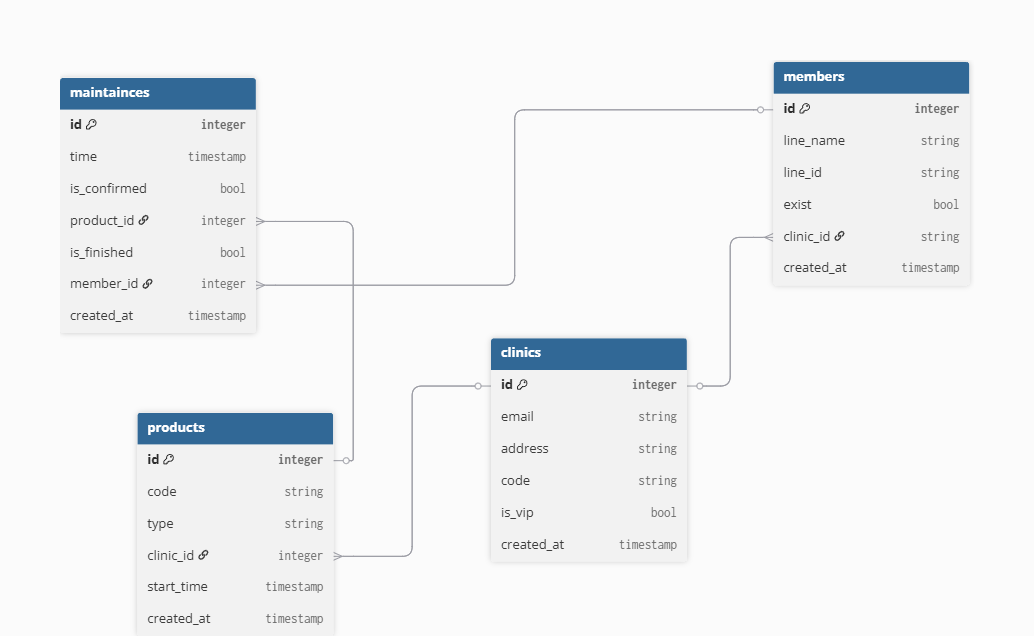 maintainces
id integer
time timestamp
is_confirmed bool
product_id integer
is_finished bool
member_id integer
created_at timestamp
members
id integer
line_name string
line_id string
exist bool
clinic_id string
created_at timestamp
clinics
id integer
email string
address string
code string
is_vip bool
created_at timestamp
products
id integer
code string
type string
clinic_id integer
start_time timestamp
created_at timestamp